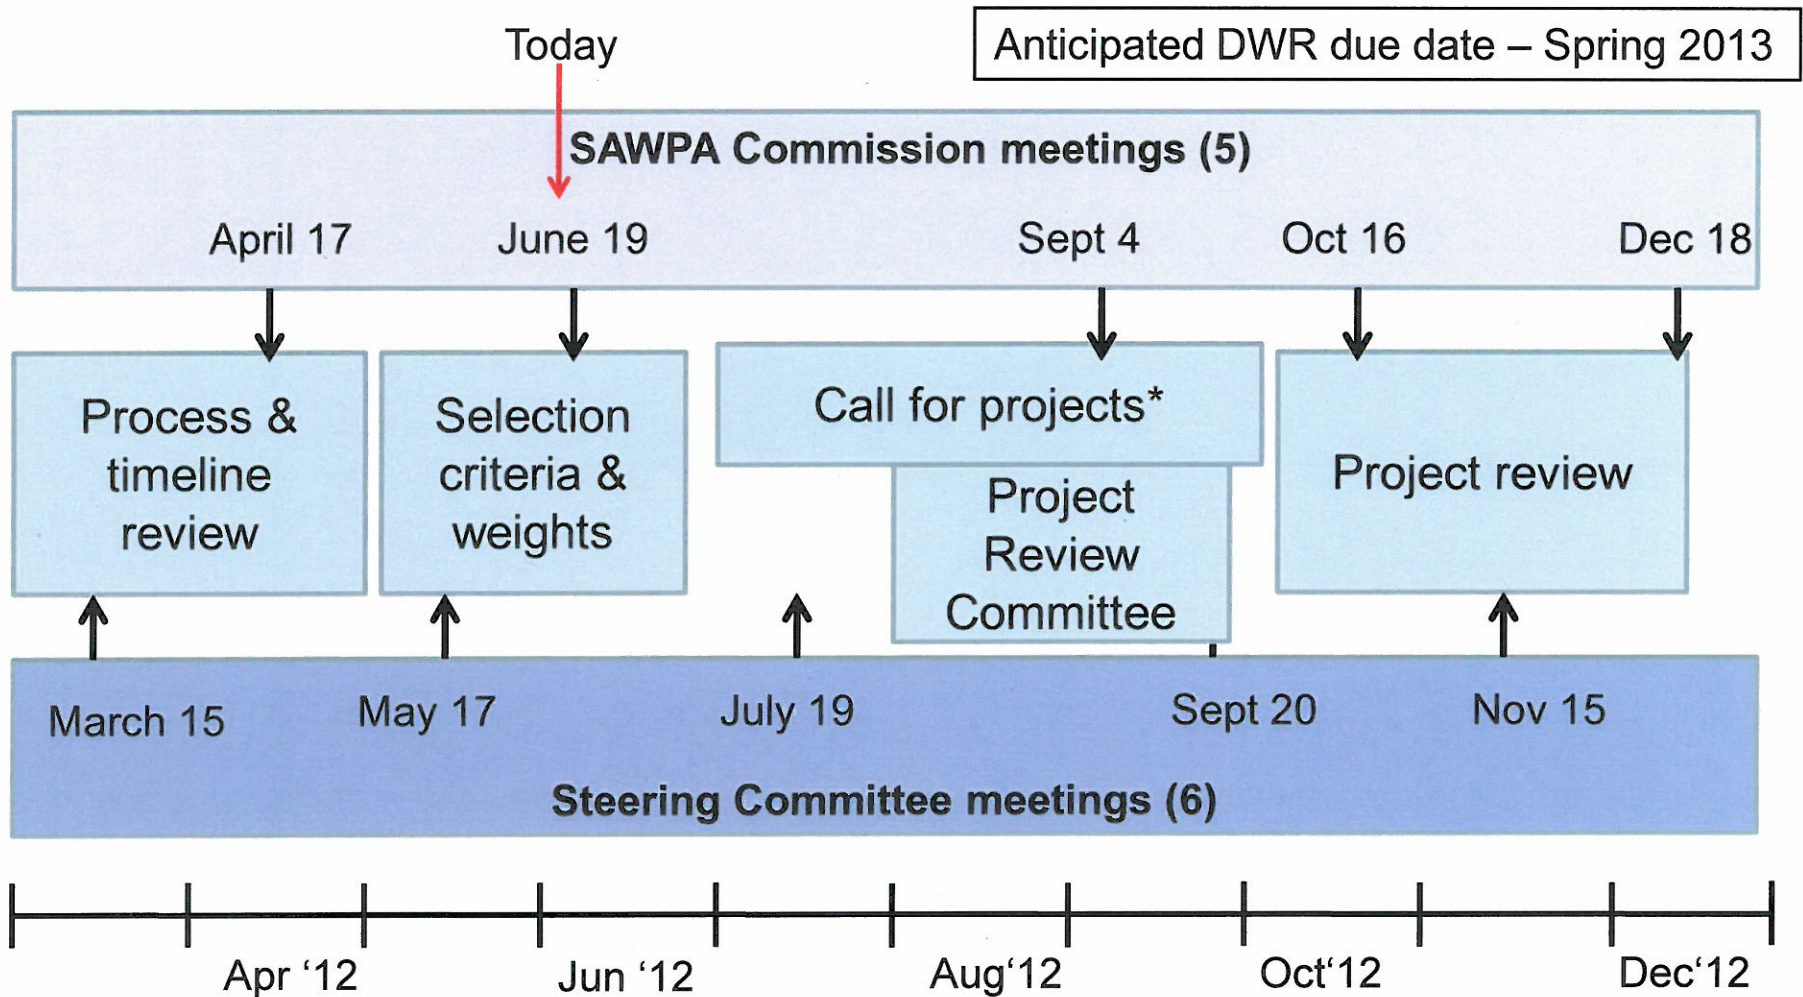 Today
Anticipated DWR due date – Spring 2013
SAWPA Commission meetings (5)
April 17
June 19
Sept 4
Oct 16
Dec 18
Process &
timeline
review
Selection
criteria &
weights
Call for projects*
Project
Review
Committee
Project review
March 15
May 17
July 19
Sept 20
Nov 15
Steering Committee meetings (6)
Apr ‘12
Jun ‘12
Aug‘12
Oct‘12
Dec‘12